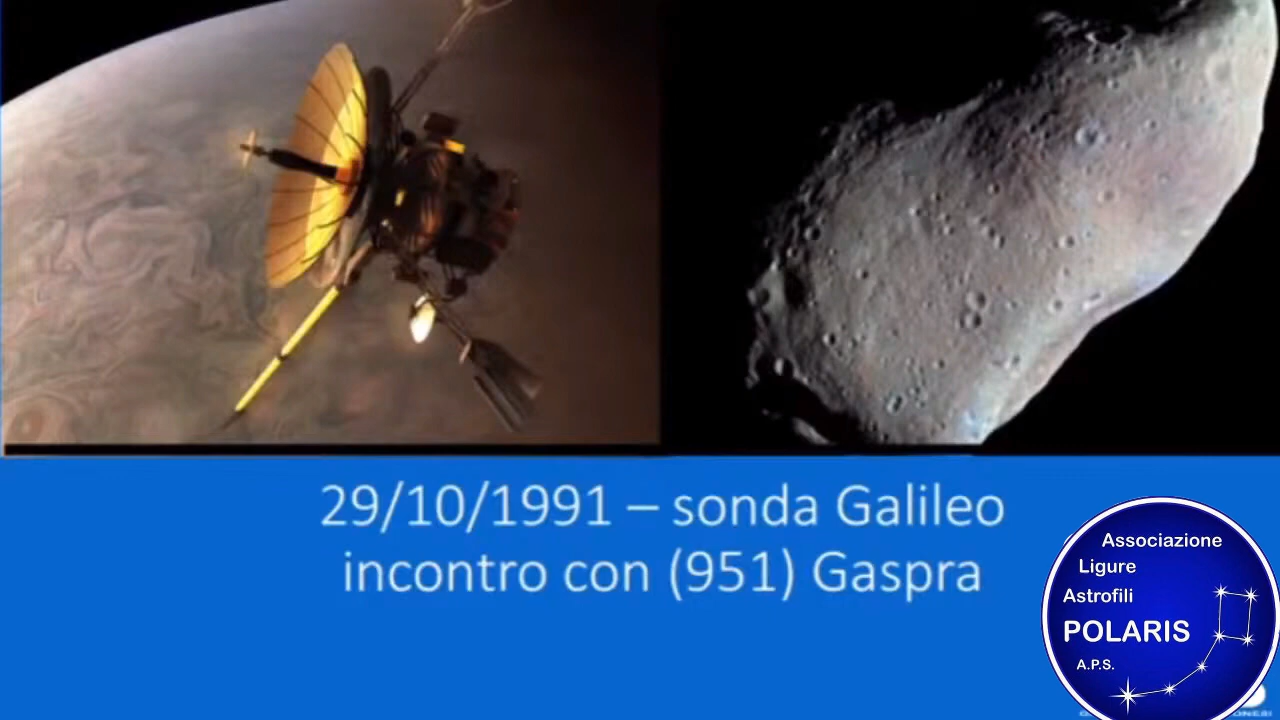 29/10/1991 – sonda Galileo
incontro con (951) Gaspra
Associazione
Ligure
Astrofili
POLARIS
A.P.S.